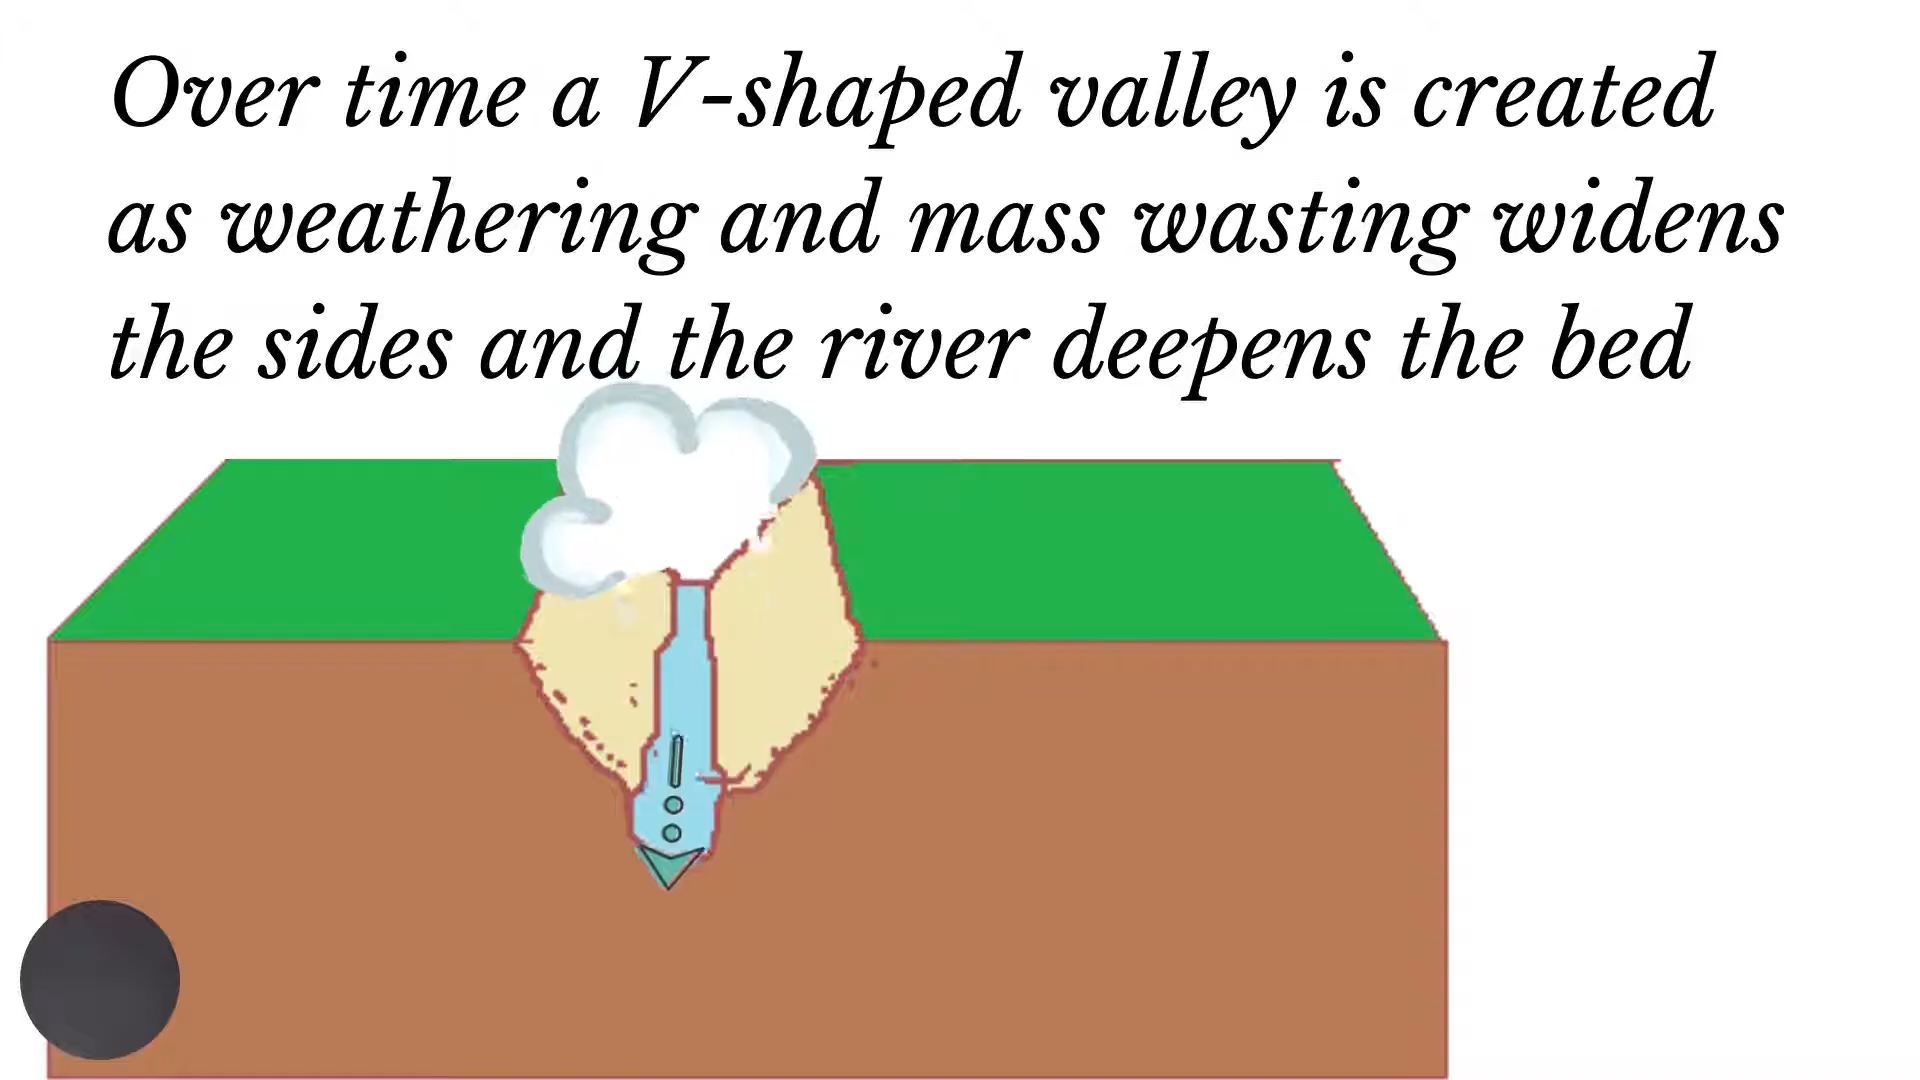 Over time a V-shaped valley is created
as weathering and mass wasting widens
the sides and the river deepens the bed